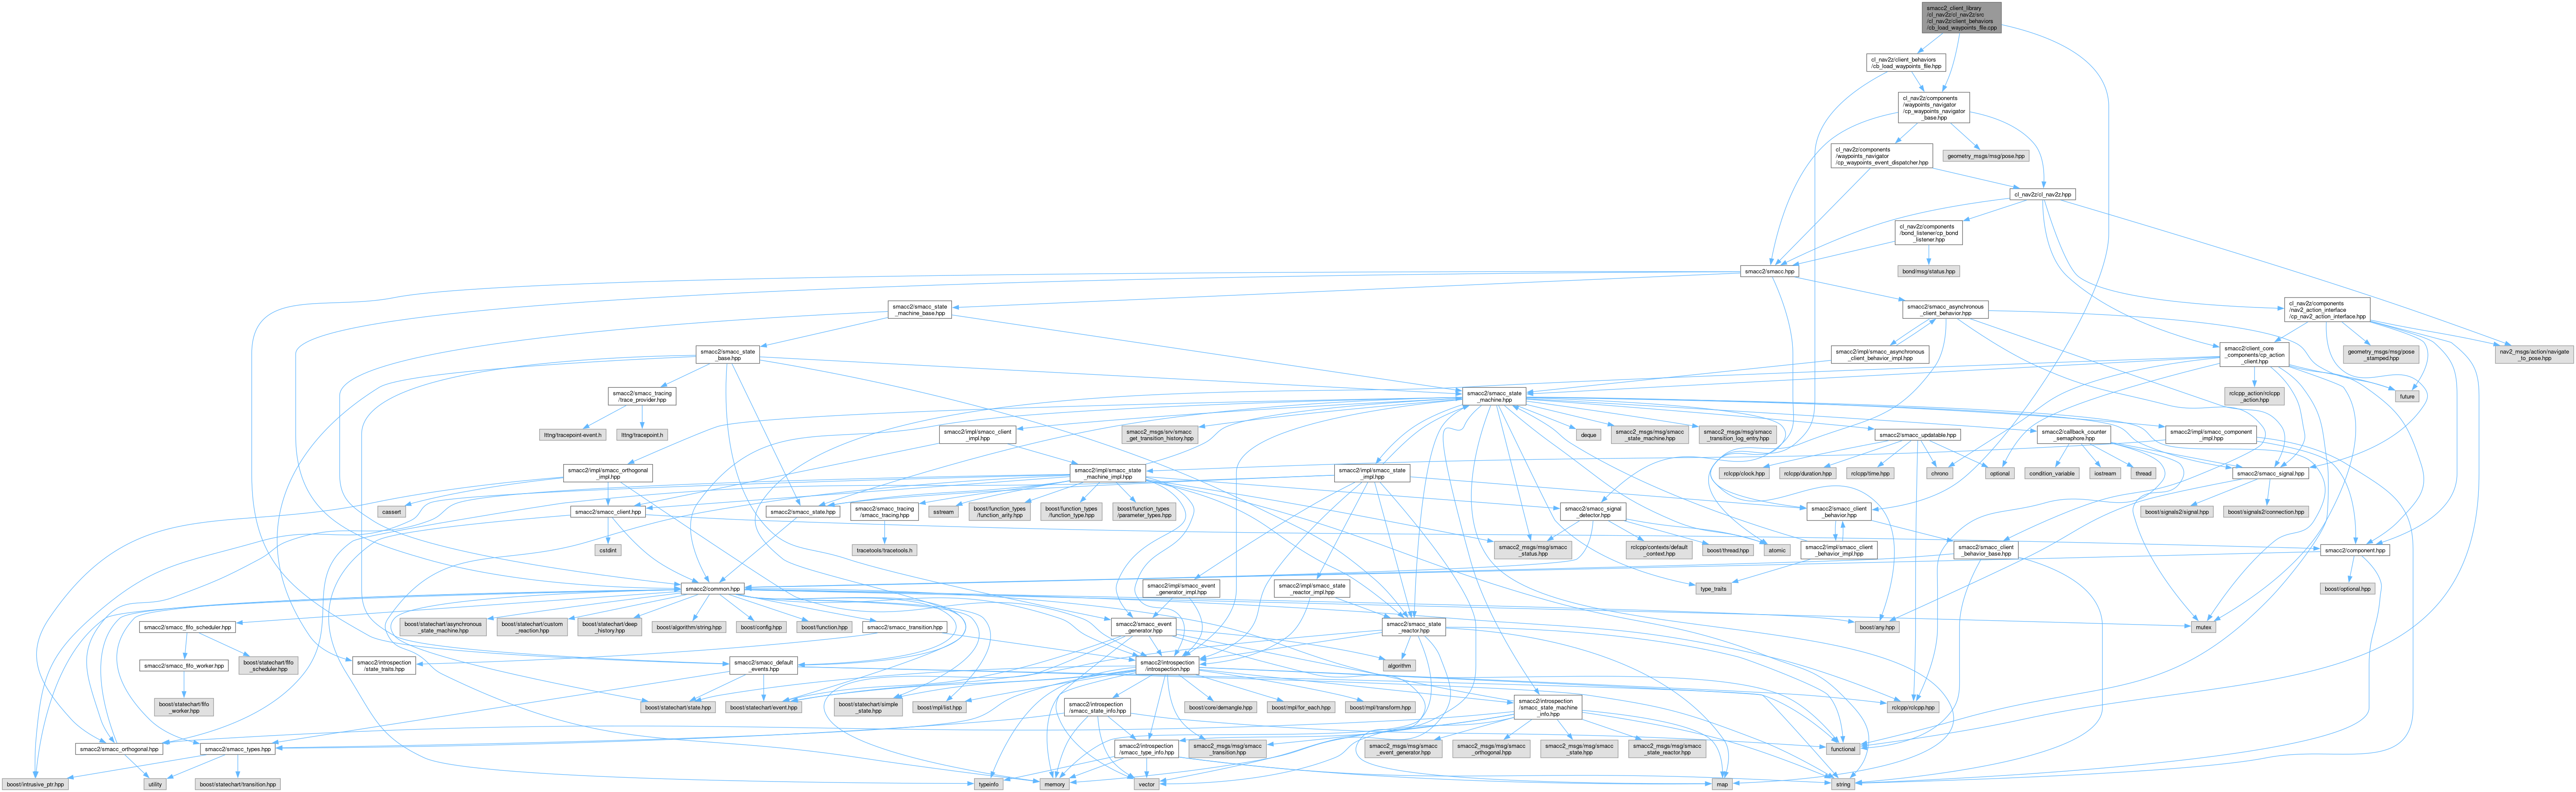 smacc2_client_library
/cl_nav2z/cl_nav2z/src
/cl_nav2z/client_behaviors
/cb_load_waypoints_file.cpp
cl_nav2z/client_behaviors
/cb_load_waypoints_file.hpp
cl_nav2z/components
/waypoints_navigator
/cp_waypoints_navigator
_base.hpp
cl_nav2z/components
/waypoints_navigator
/cp_waypoints_event_dispatcher.hpp
geometry_msgs/msg/pose.hpp
cl_nav2z/cl_nav2z.hpp
cl_nav2z/components
/bond_listener/cp_bond
_listener.hpp
smacc2/smacc.hpp
bond/msg/status.hpp
smacc2/smacc_state
_machine_base.hpp
smacc2/smacc_asynchronous
_client_behavior.hpp
cl_nav2z/components
/nav2_action_interface
/cp_nav2_action_interface.hpp
smacc2/smacc_state
_base.hpp
smacc2/impl/smacc_asynchronous
_client_behavior_impl.hpp
smacc2/client_core
_components/cp_action
_client.hpp
geometry_msgs/msg/pose
_stamped.hpp
nav2_msgs/action/navigate
_to_pose.hpp
smacc2/smacc_tracing
/trace_provider.hpp
smacc2/smacc_state
_machine.hpp
rclcpp_action/rclcpp
_action.hpp
future
lttng/tracepoint-event.h
lttng/tracepoint.h
smacc2/impl/smacc_client
_impl.hpp
smacc2_msgs/srv/smacc
_get_transition_history.hpp
deque
smacc2_msgs/msg/smacc
_state_machine.hpp
smacc2_msgs/msg/smacc
_transition_log_entry.hpp
smacc2/smacc_updatable.hpp
smacc2/callback_counter
_semaphore.hpp
smacc2/impl/smacc_component
_impl.hpp
smacc2/impl/smacc_orthogonal
_impl.hpp
smacc2/impl/smacc_state
_machine_impl.hpp
smacc2/impl/smacc_state
_impl.hpp
rclcpp/clock.hpp
rclcpp/duration.hpp
rclcpp/time.hpp
chrono
optional
condition_variable
iostream
thread
smacc2/smacc_signal.hpp
cassert
smacc2/smacc_client.hpp
smacc2/smacc_state.hpp
smacc2/smacc_tracing
/smacc_tracing.hpp
sstream
boost/function_types
/function_arity.hpp
boost/function_types
/function_type.hpp
boost/function_types
/parameter_types.hpp
smacc2/smacc_signal
_detector.hpp
smacc2/smacc_client
_behavior.hpp
boost/signals2/signal.hpp
boost/signals2/connection.hpp
cstdint
tracetools/tracetools.h
smacc2_msgs/msg/smacc
_status.hpp
rclcpp/contexts/default
_context.hpp
boost/thread.hpp
atomic
smacc2/impl/smacc_client
_behavior_impl.hpp
smacc2/smacc_client
_behavior_base.hpp
smacc2/component.hpp
smacc2/common.hpp
smacc2/impl/smacc_event
_generator_impl.hpp
smacc2/impl/smacc_state
_reactor_impl.hpp
type_traits
boost/optional.hpp
smacc2/smacc_fifo_scheduler.hpp
boost/statechart/asynchronous
_state_machine.hpp
boost/statechart/custom
_reaction.hpp
boost/statechart/deep
_history.hpp
boost/algorithm/string.hpp
boost/config.hpp
boost/function.hpp
smacc2/smacc_transition.hpp
smacc2/smacc_event
_generator.hpp
smacc2/smacc_state
_reactor.hpp
boost/any.hpp
mutex
smacc2/smacc_fifo_worker.hpp
boost/statechart/fifo
_scheduler.hpp
smacc2/introspection
/state_traits.hpp
smacc2/smacc_default
_events.hpp
smacc2/introspection
/introspection.hpp
algorithm
boost/statechart/fifo
_worker.hpp
boost/statechart/state.hpp
boost/statechart/event.hpp
boost/statechart/simple
_state.hpp
boost/mpl/list.hpp
smacc2/introspection
/smacc_state_info.hpp
boost/core/demangle.hpp
boost/mpl/for_each.hpp
boost/mpl/transform.hpp
smacc2/introspection
/smacc_state_machine
_info.hpp
rclcpp/rclcpp.hpp
smacc2/smacc_orthogonal.hpp
smacc2/smacc_types.hpp
smacc2/introspection
/smacc_type_info.hpp
smacc2_msgs/msg/smacc
_transition.hpp
smacc2_msgs/msg/smacc
_event_generator.hpp
smacc2_msgs/msg/smacc
_orthogonal.hpp
smacc2_msgs/msg/smacc
_state.hpp
smacc2_msgs/msg/smacc
_state_reactor.hpp
functional
boost/intrusive_ptr.hpp
utility
boost/statechart/transition.hpp
typeinfo
memory
vector
map
string